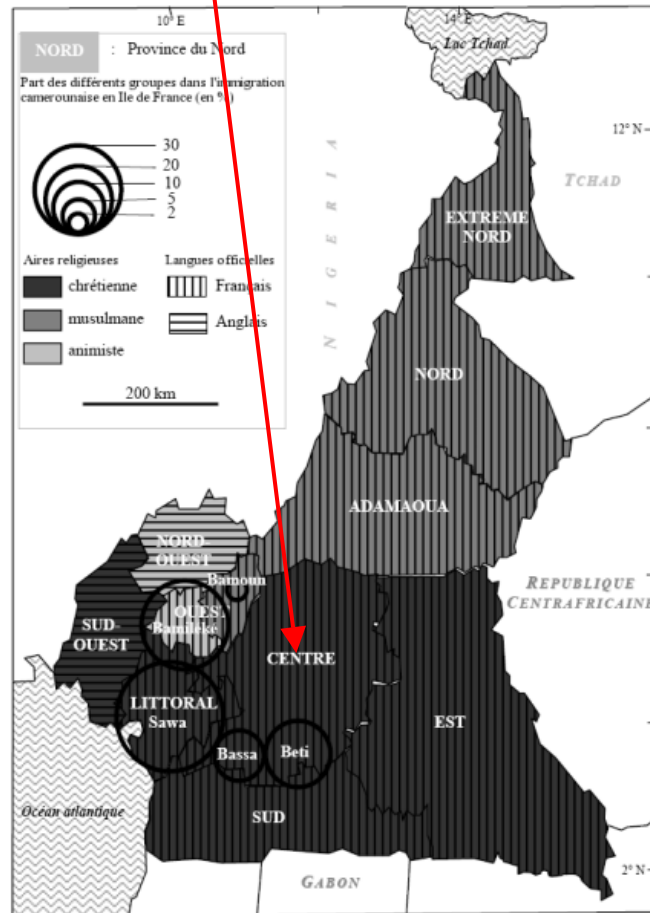 10° E
14° E
NORD : Province du Nord
Part des différents groupes dans l'immigration
camerounaise en Ile de France (en %)
30
20
10
5
2
Aires religieuses
chrétienne
musulmane
animiste
Langues officielles
Français
Anglais
200 km
Lac Tchad
12° N
TCHAD
NIGERIA
EXTREME
NORD
NORD
ADAMAOUA
NORD-
OUEST
Bamoun
OUEST
Bamiléké
SUD-
OUEST
REPUBLIQUE
CENTRAFRICAINE
CENTRE
LITTORAL
Sawa
EST
Bassa
Beti
Océan atlantique
SUD
2° N
GABON